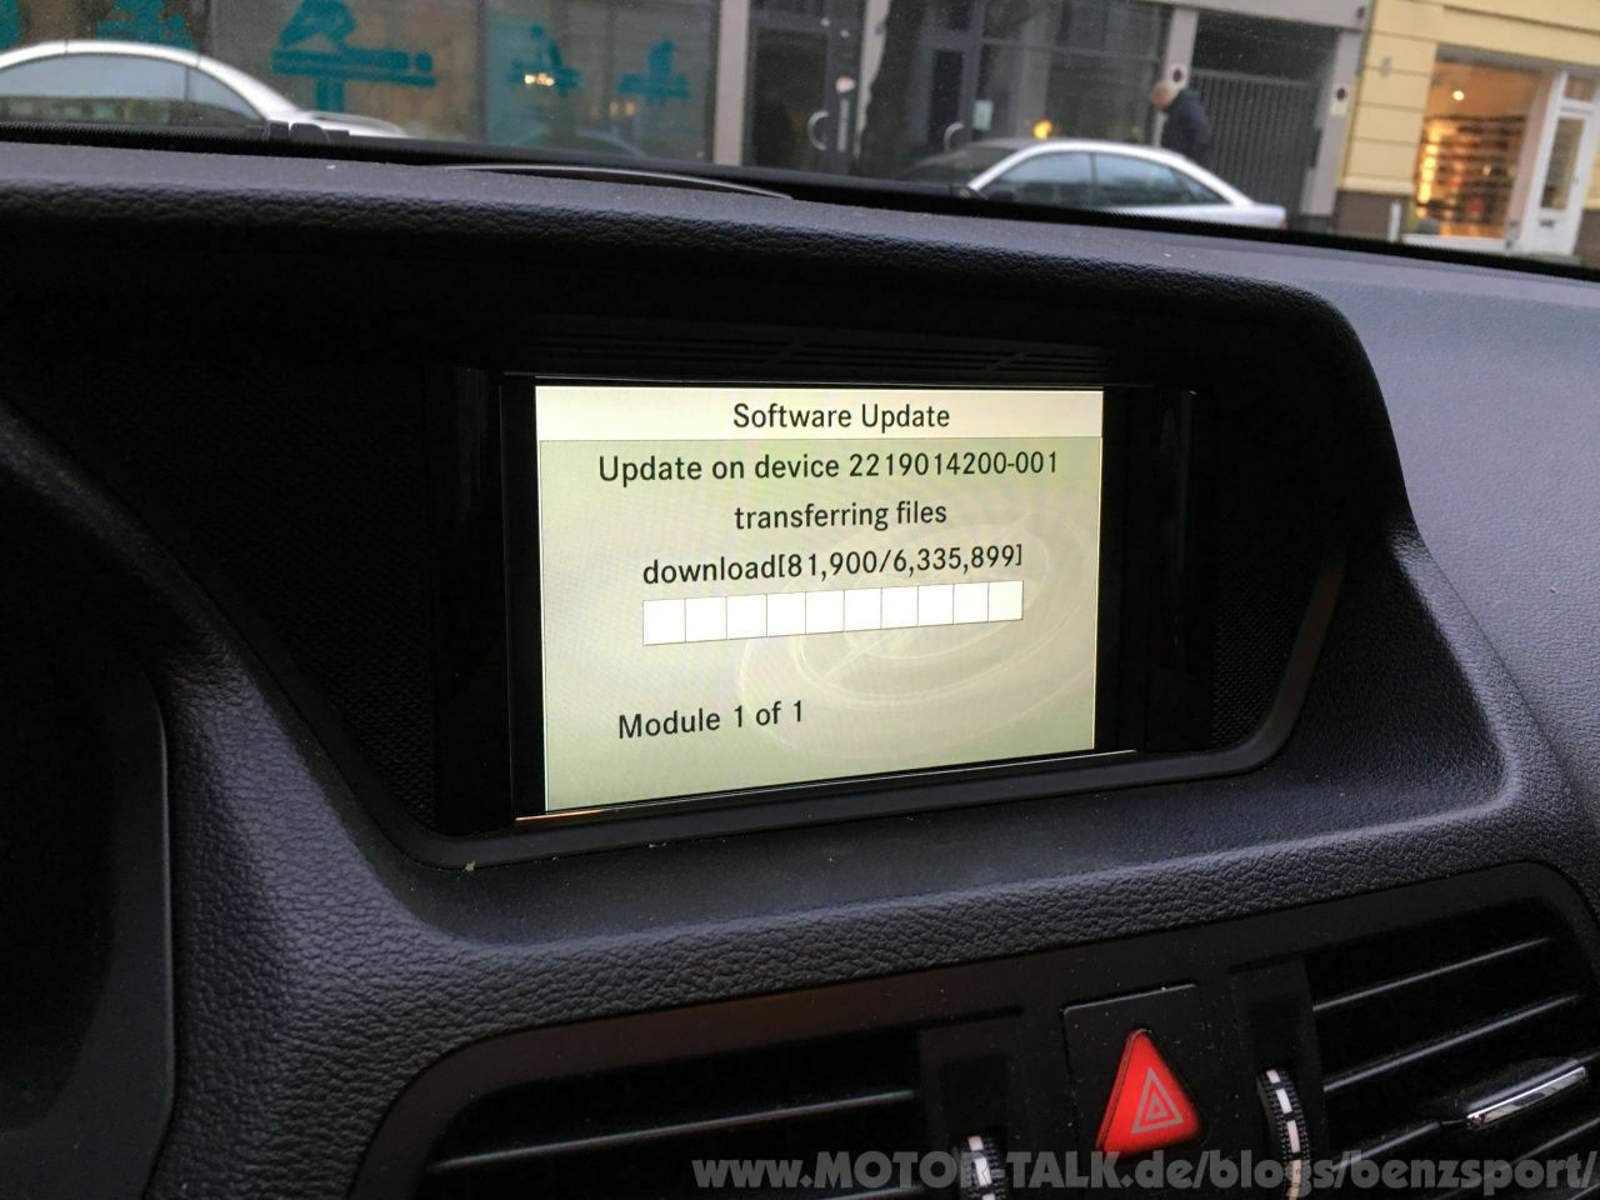 Software Update
Update on device 2219014200-001
transferring files
download[81,900/6,335,899]
Module 1 of 1
www.MOTOR-TALK.de/blogs/benzsport/